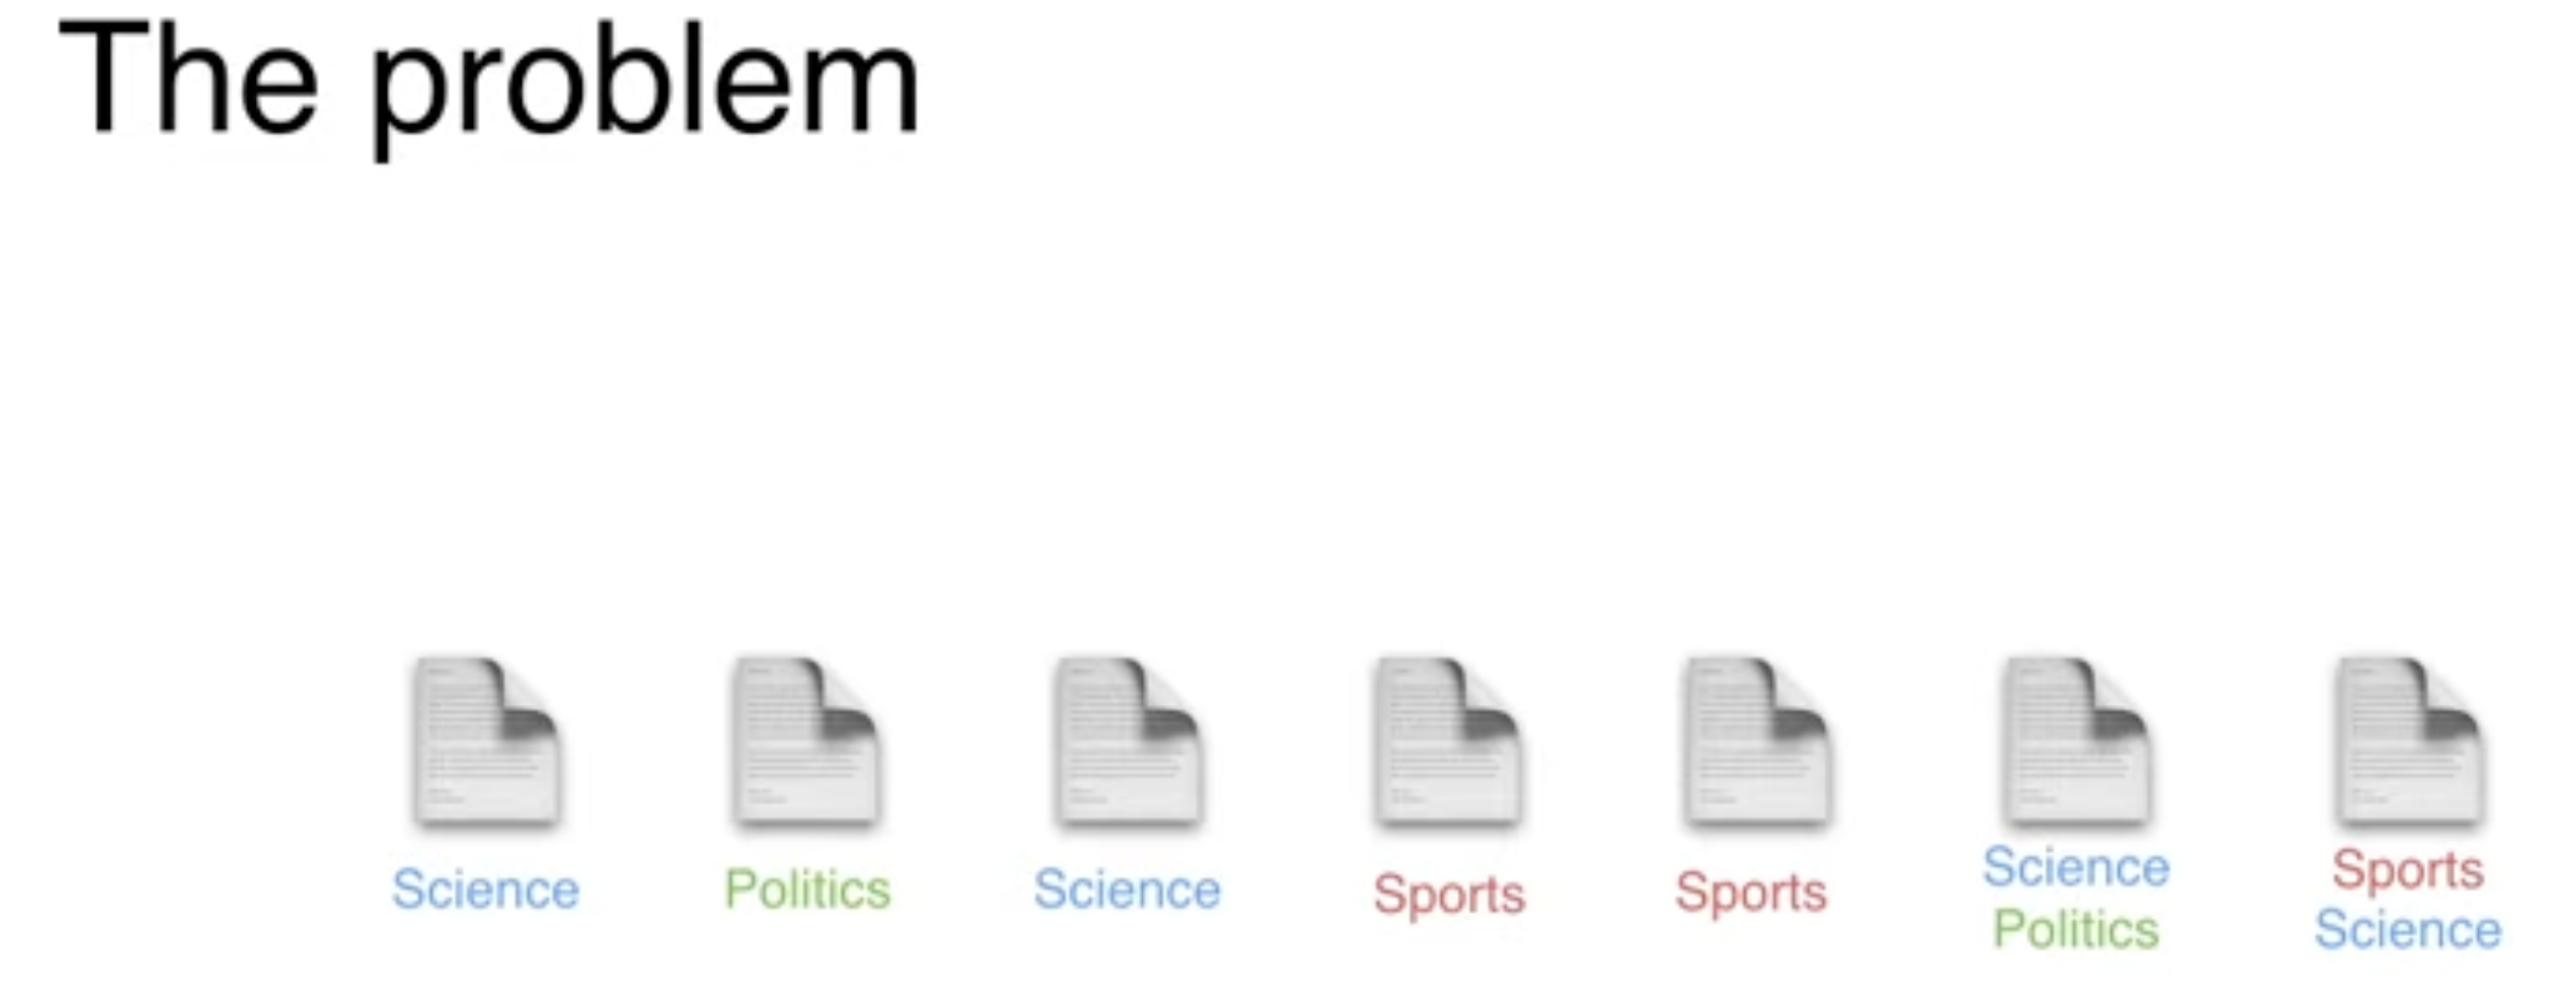 The problem
Science
Politics
Science
Sports
Sports
Science
Politics
Sports
Science